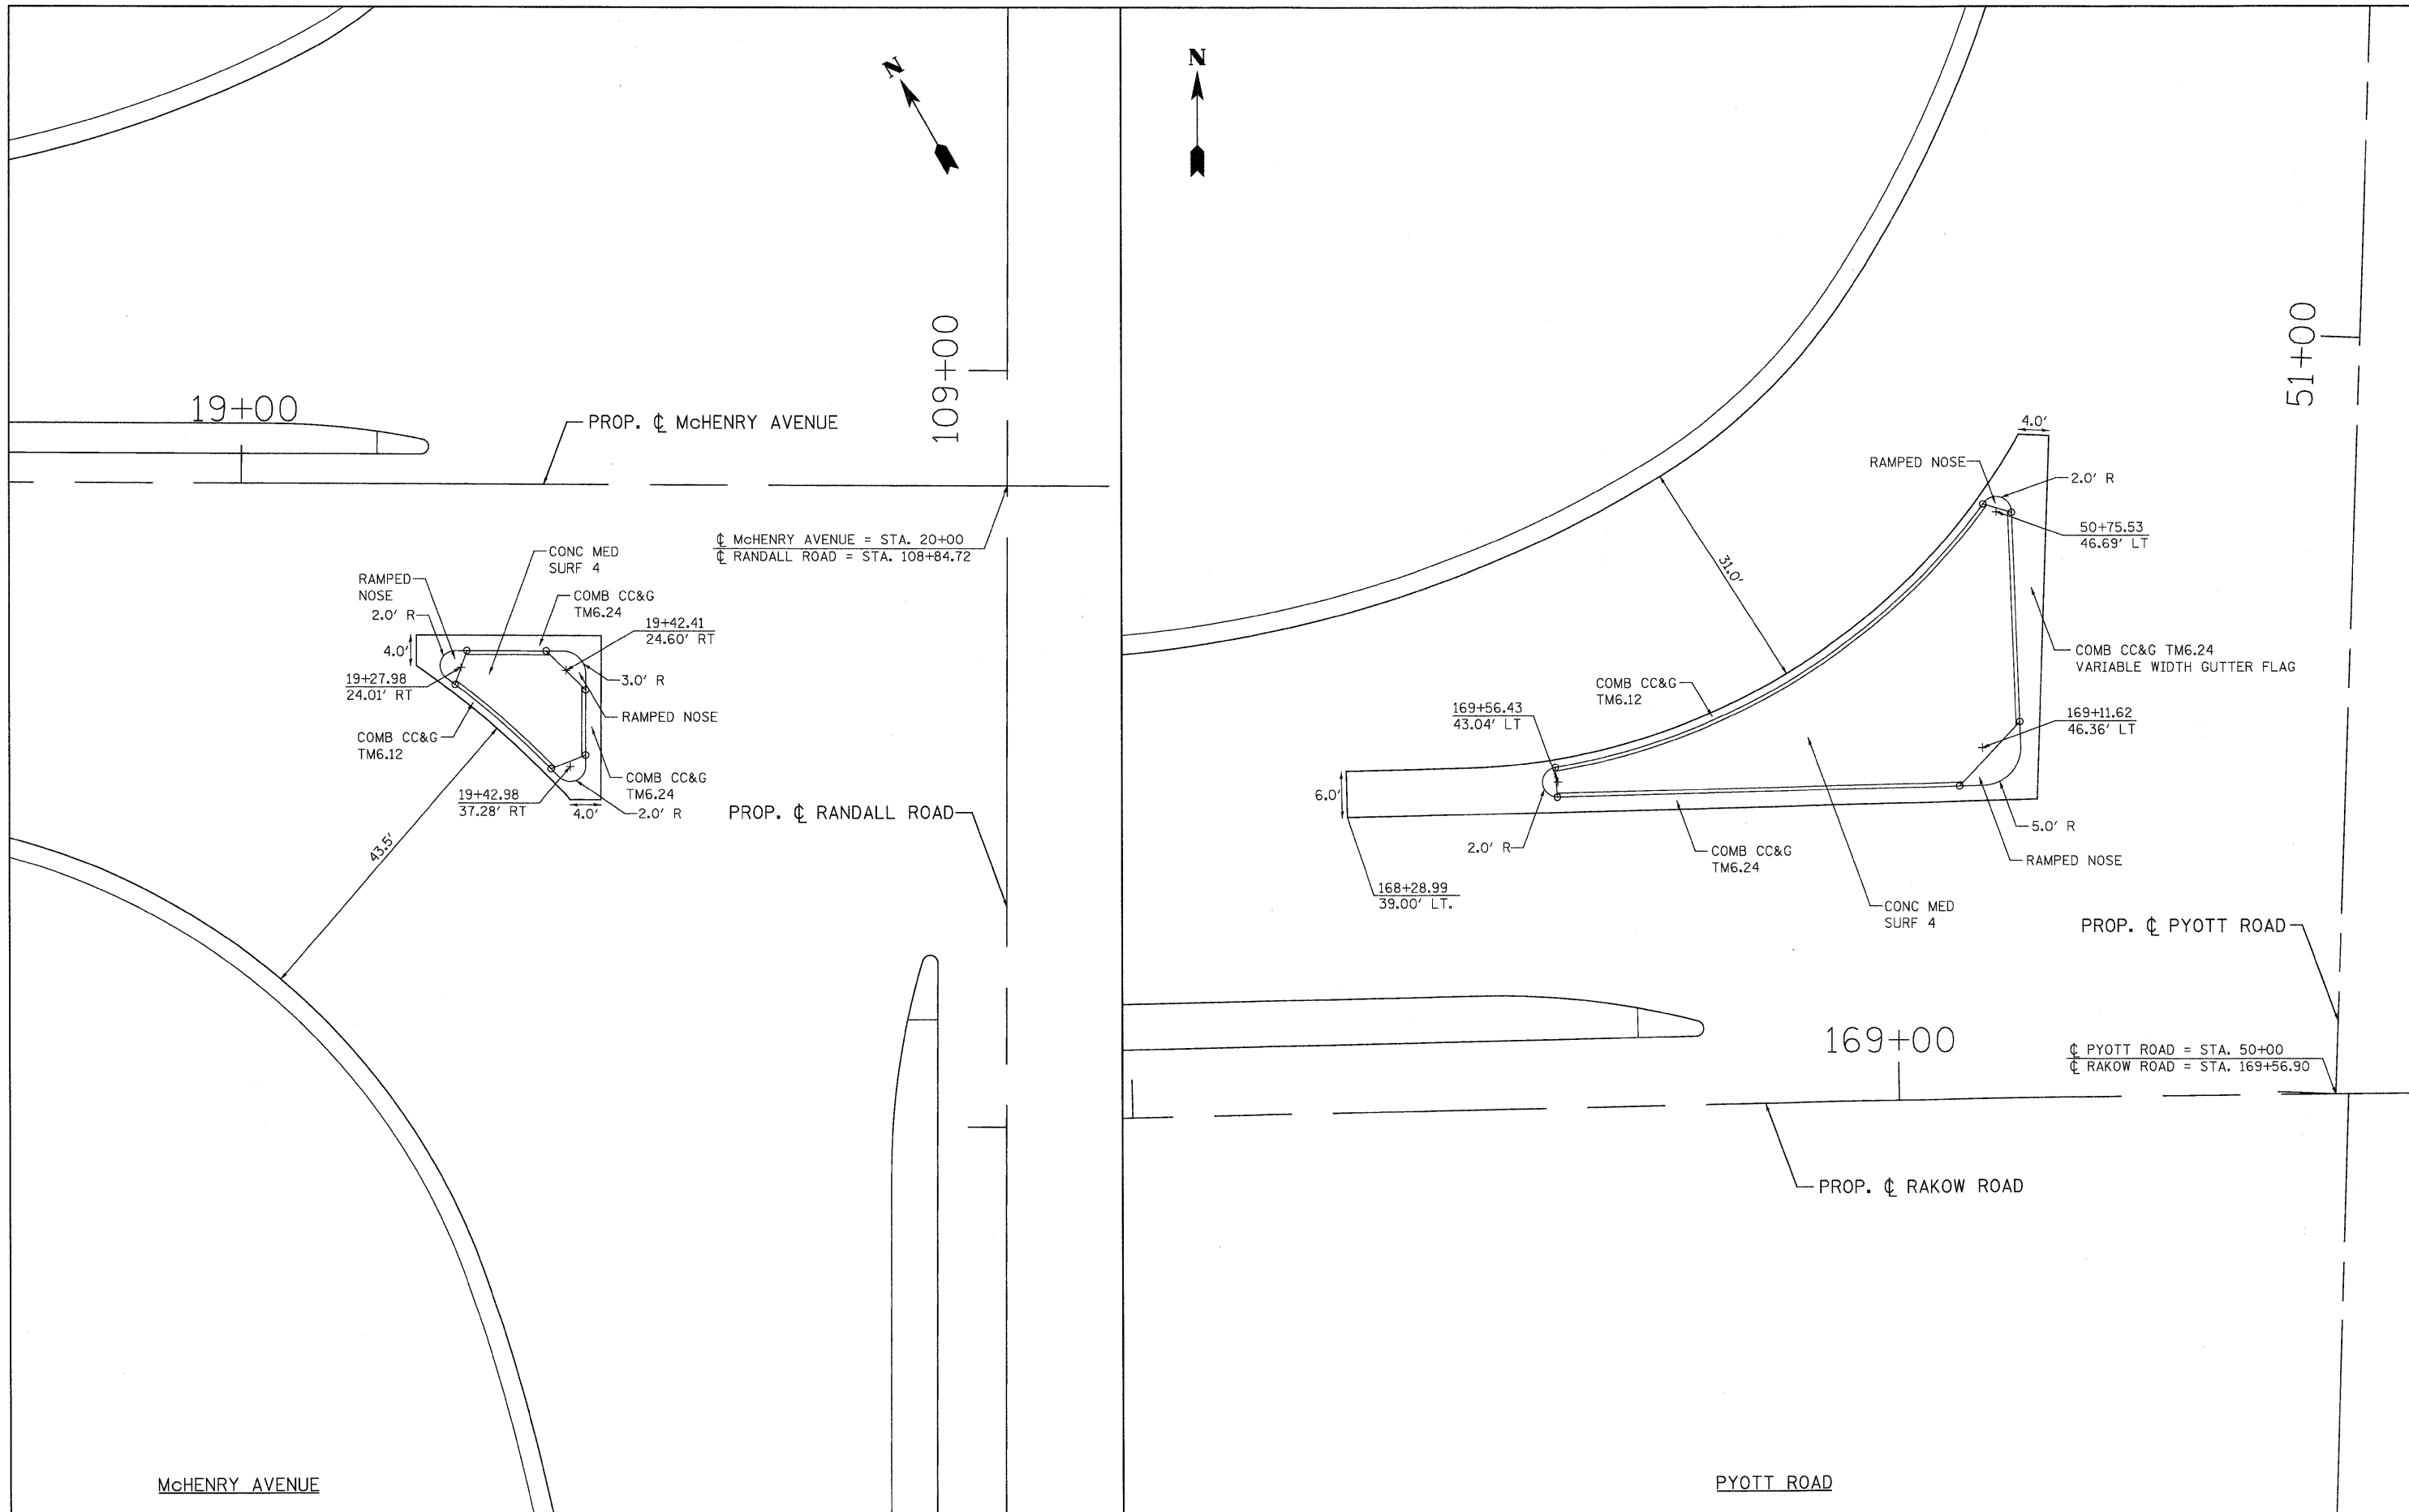 N
19+00
109+00
PROP. ℄ McHENRY AVENUE
℄ McHENRY AVENUE = STA. 20+00
℄ RANDALL ROAD = STA. 108+84.72
CONC MED
SURF 4
RAMPED
NOSE
2.0' R
COMB CC&G
TM6.24
19+42.41
24.60' RT
4.0'
19+27.98
24.01' RT
3.0' R
RAMPED NOSE
COMB CC&G
TM6.12
COMB CC&G
TM6.24
19+42.98
37.28' RT
4.0'
2.0' R
PROP. ℄ RANDALL ROAD
43.5'
McHENRY AVENUE
N
51+00
4.0'
RAMPED NOSE
2.0' R
50+75.53
46.69' LT
31.0'
COMB CC&G TM6.24
VARIABLE WIDTH GUTTER FLAG
COMB CC&G
TM6.12
169+56.43
43.04' LT
169+11.62
46.36' LT
6.0'
2.0' R
COMB CC&G
TM6.24
5.0' R
RAMPED NOSE
168+28.99
39.00' LT.
CONC MED
SURF 4
PROP. ℄ PYOTT ROAD
169+00
℄ PYOTT ROAD = STA. 50+00
℄ RAKOW ROAD = STA. 169+56.90
PROP. ℄ RAKOW ROAD
PYOTT ROAD